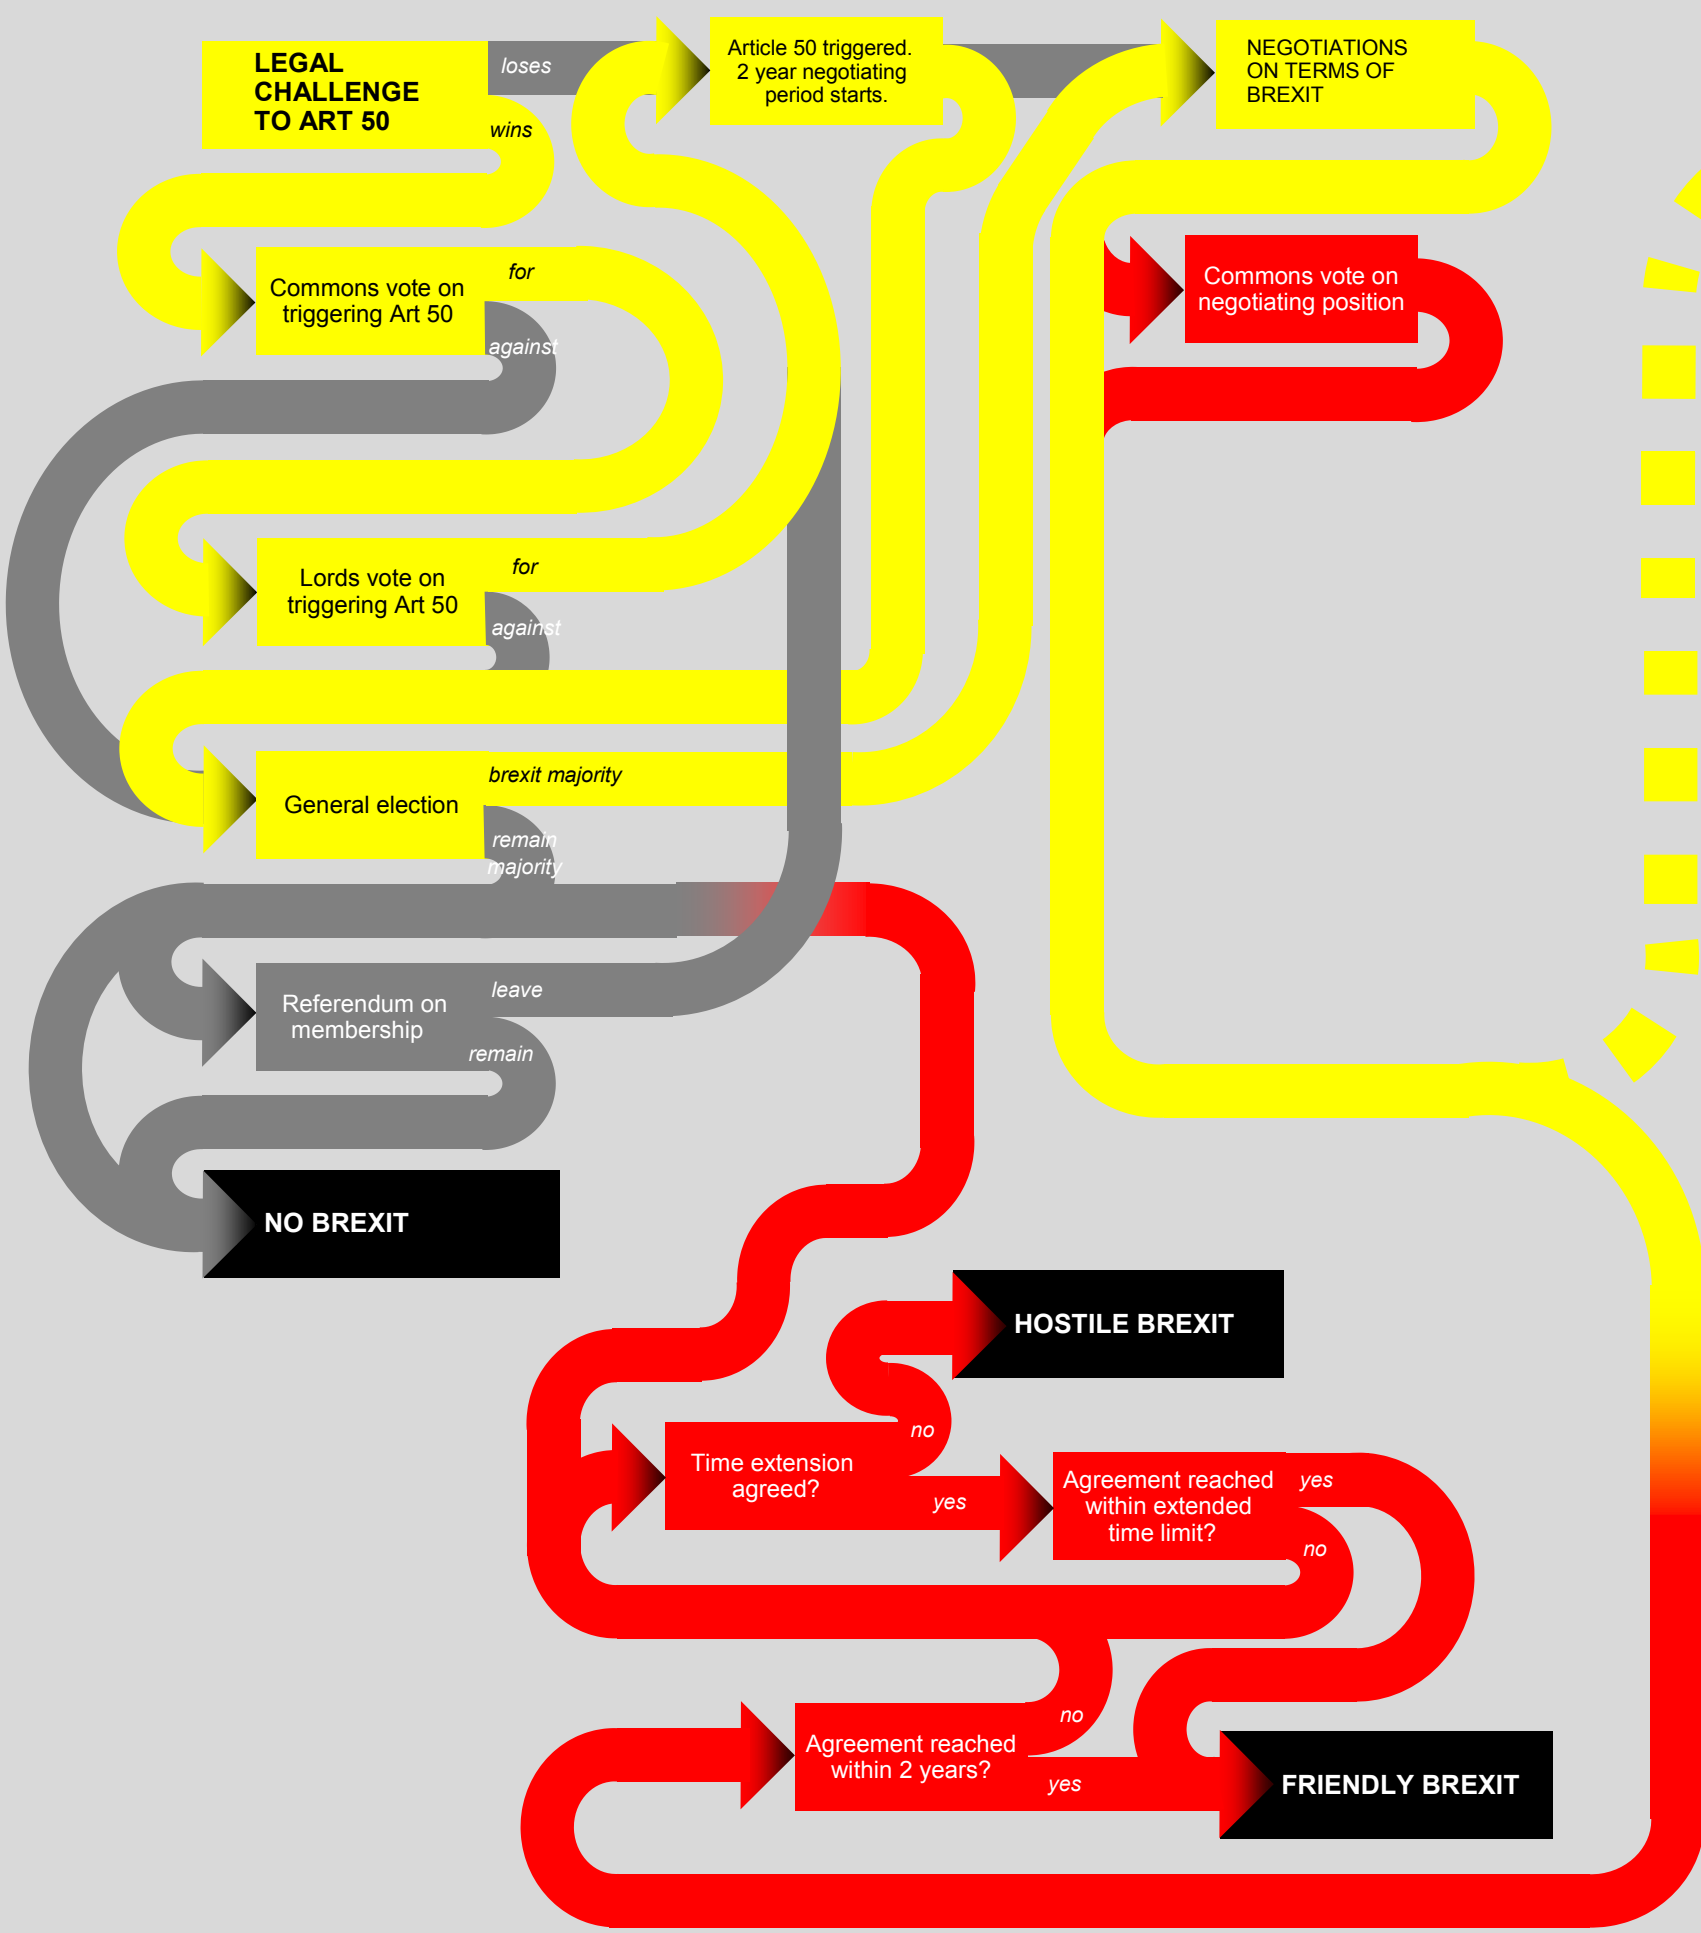 LEGAL
CHALLENGE
TO ART 50
loses
wins
Article 50 triggered.
2 year negotiating
period starts.
NEGOTIATIONS
ON TERMS OF
BREXIT
Commons vote on
triggering Art 50
for
against
Commons vote on
negotiating position
Lords vote on
triggering Art 50
for
against
General election
brexit majority
remain
majority
Referendum on
membership
leave
remain
NO BREXIT
HOSTILE BREXIT
Time extension
agreed?
no
yes
Agreement reached
within extended
time limit?
yes
no
Agreement reached
within 2 years?
no
yes
FRIENDLY BREXIT